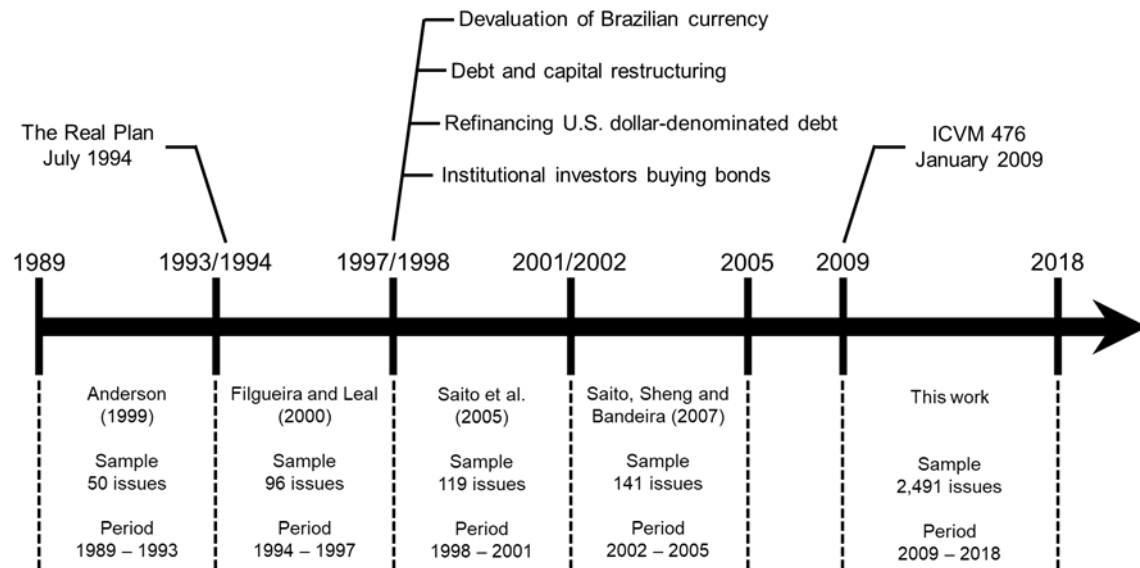 Devaluation of Brazilian currency
Debt and capital restructuring
Refinancing U.S. dollar-denominated debt
Institutional investors buying bonds
The Real Plan
July 1994
ICVM 476
January 2009
1989
1993/1994
1997/1998
2001/2002
2005
2009
2018
Anderson
(1999)
Sample
50 issues
Period
1989 – 1993
Filgueira and Leal
(2000)
Sample
96 issues
Period
1994 – 1997
Saito et al.
(2005)
Sample
119 issues
Period
1998 – 2001
Saito, Sheng and
Bandeira (2007)
Sample
141 issues
Period
2002 – 2005
This work
Sample
2,491 issues
Period
2009 – 2018